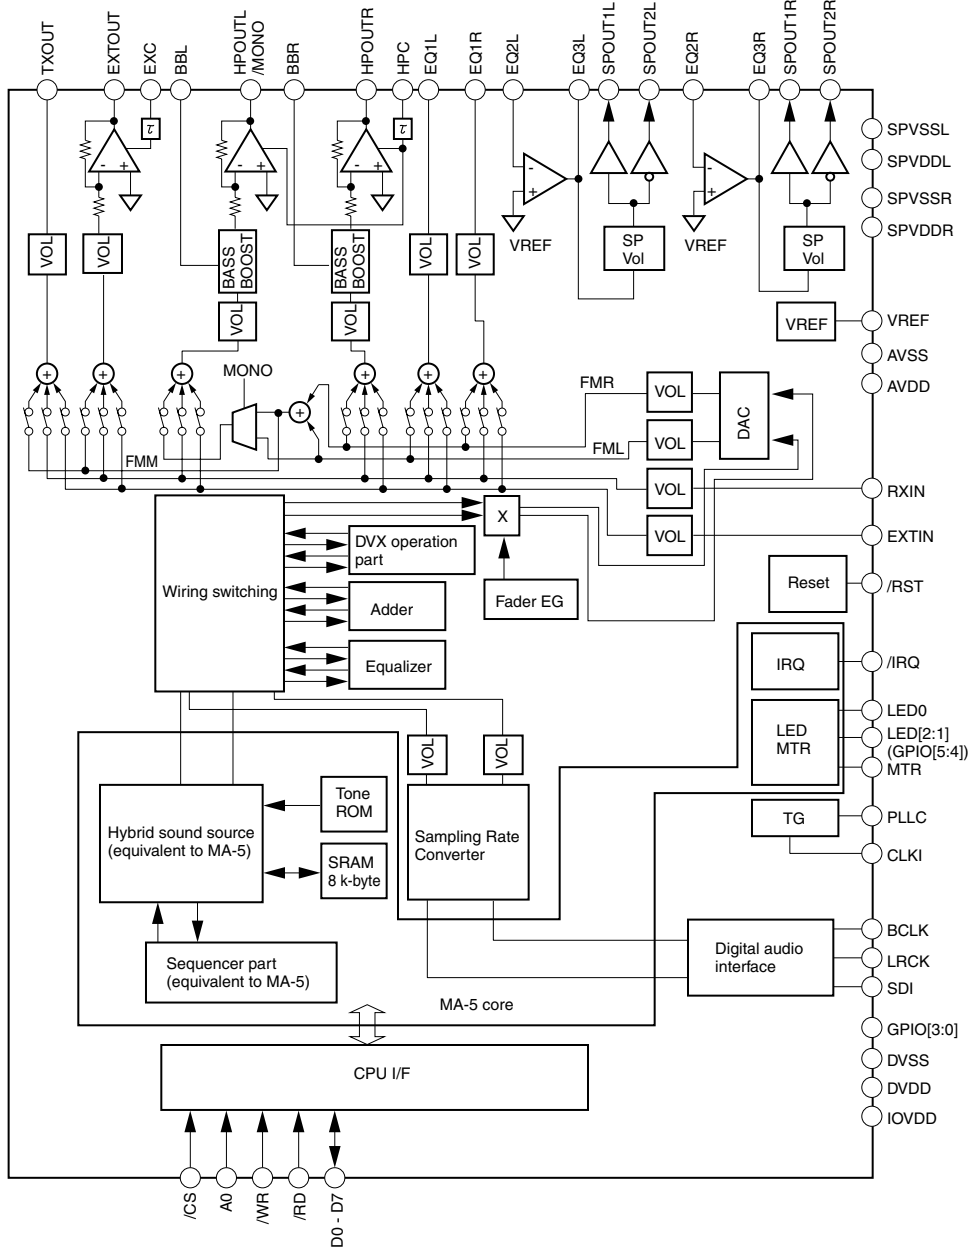 TXOUT
EXTOUT
EXC
BBL
HPOUTL
/MONO
BBR
HPOUTR
HPC
EQ1L
EQ1R
EQ2L
EQ3L
SPOUT1L
SPOUT2L
EQ2R
EQ3R
SPOUT1R
SPOUT2R
τ
τ
- +
- +
- +
-
+
-
+
VREF
VREF
SPVSSL
SPVDDL
SPVSSR
SPVDDR
VOL
VOL
BASS
BOOST
BASS
BOOST
VOL
VOL
SP
Vol
SP
Vol
VOL
VOL
VREF
VREF
AVSS
AVDD
+
+
+
+
+
+
MONO
+
FMR
VOL
DAC
FML
VOL
FMM
VOL
RXIN
VOL
EXTIN
Wiring switching
X
DVX operation
part
Fader EG
Adder
Equalizer
Reset
/RST
IRQ
/IRQ
LED
MTR
LED0
LED[2:1]
(GPIO[5:4])
MTR
VOL
VOL
Tone
ROM
Hybrid sound source
(equivalent to MA-5)
SRAM
8 k-byte
Sampling Rate
Converter
TG
PLLC
CLKI
Sequencer part
(equivalent to MA-5)
Digital audio
interface
BCLK
LRCK
SDI
MA-5 core
GPIO[3:0]
DVSS
DVDD
IOVDD
CPU I/F
/CS
A0
/WR
/RD
D0 - D7